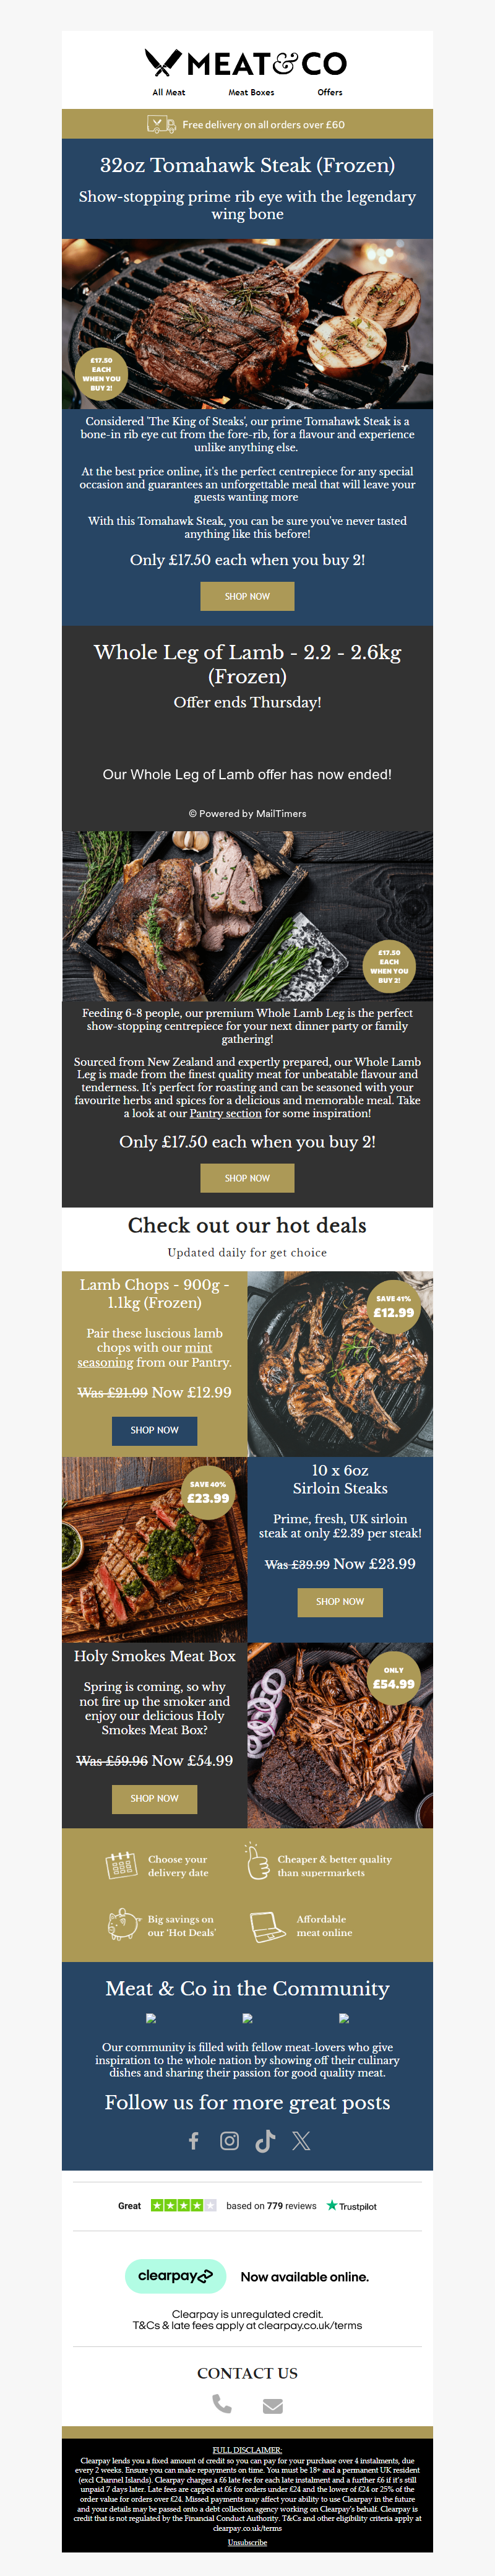 MEAT&CO
All Meat Meat Boxes Offers
Free delivery on all orders over £60
32oz Tomahawk Steak (Frozen)
Show-stopping prime rib eye with the legendary
wing bone
£17.50
EACH
WHEN YOU
BUY 2!
Considered 'The King of Steaks', our prime Tomahawk Steak is a
bone-in rib eye cut from the fore-rib, for a flavour and experience
unlike anything else.
At the best price online, it's the perfect centrepiece for any special
occasion and guarantees an unforgettable meal that will leave your
guests wanting more
With this Tomahawk Steak, you can be sure you've never tasted
anything like this before!
Only £17.50 each when you buy 2!
SHOP NOW
Whole Leg of Lamb - 2.2 - 2.6kg
(Frozen)
Offer ends Thursday!
Our Whole Leg of Lamb offer has now ended!
© Powered by MailTimers
£17.50
EACH
WHEN YOU
BUY 2!
Feeding 6-8 people, our premium Whole Lamb Leg is the perfect
show-stopping centrepiece for your next dinner party or family
gathering!
Sourced from New Zealand and expertly prepared, our Whole Lamb
Leg is made from the finest quality meat for unbeatable flavour and
tenderness. It's perfect for roasting and can be seasoned with your
favourite herbs and spices for a delicious and memorable meal. Take
a look at our Pantry section for some inspiration!
Only £17.50 each when you buy 2!
SHOP NOW
Check out our hot deals
Updated daily for get choice
Lamb Chops - 900g -
1.1kg (Frozen)
Pair these luscious lamb
chops with our mint
seasoning from our Pantry.
Was £21.99 Now £12.99
SHOP NOW
SAVE 41%
£12.99
SAVE 40%
£23.99
10 x 6oz
Sirloin Steaks
Prime, fresh, UK sirloin
steak at only £2.39 per steak!
Was £39.99 Now £23.99
SHOP NOW
Holy Smokes Meat Box
Spring is coming, so why
not fire up the smoker and
enjoy our delicious Holy
Smokes Meat Box?
Was £59.96 Now £54.99
SHOP NOW
ONLY
£54.99
Choose your
delivery date
Cheaper & better quality
than supermarkets
Big savings on
our 'Hot Deals'
Affordable
meat online
Meat & Co in the Community
Our community is filled with fellow meat-lovers who give
inspiration to the whole nation by showing off their culinary
dishes and sharing their passion for good quality meat.
Follow us for more great posts
Great based on 779 reviews Trustpilot
clearpay Now available online.
Clearpay is unregulated credit.
T&Cs & late fees apply at clearpay.co.uk/terms
CONTACT US
FULL DISCLAIMER:
Clearpay lends you a fixed amount of credit so you can pay for your purchase over 4 instalments, due
every 2 weeks. Ensure you can make repayments on time. You must be 18+ and a permanent UK resident
(excl Channel Islands). Clearpay charges a £6 late fee for each late instalment and a further £6 if it's still
unpaid 7 days later. Late fees are capped at £6 for orders under £24 and the lower of £24 or 25% of the
order value for orders over £24. Missed payments may affect your ability to use Clearpay in the future
and your details may be passed onto a debt collection agency working on Clearpay's behalf. Clearpay is
credit that is not regulated by the Financial Conduct Authority. T&Cs and other eligibility criteria apply at
clearpay.co.uk/terms
Unsubscribe